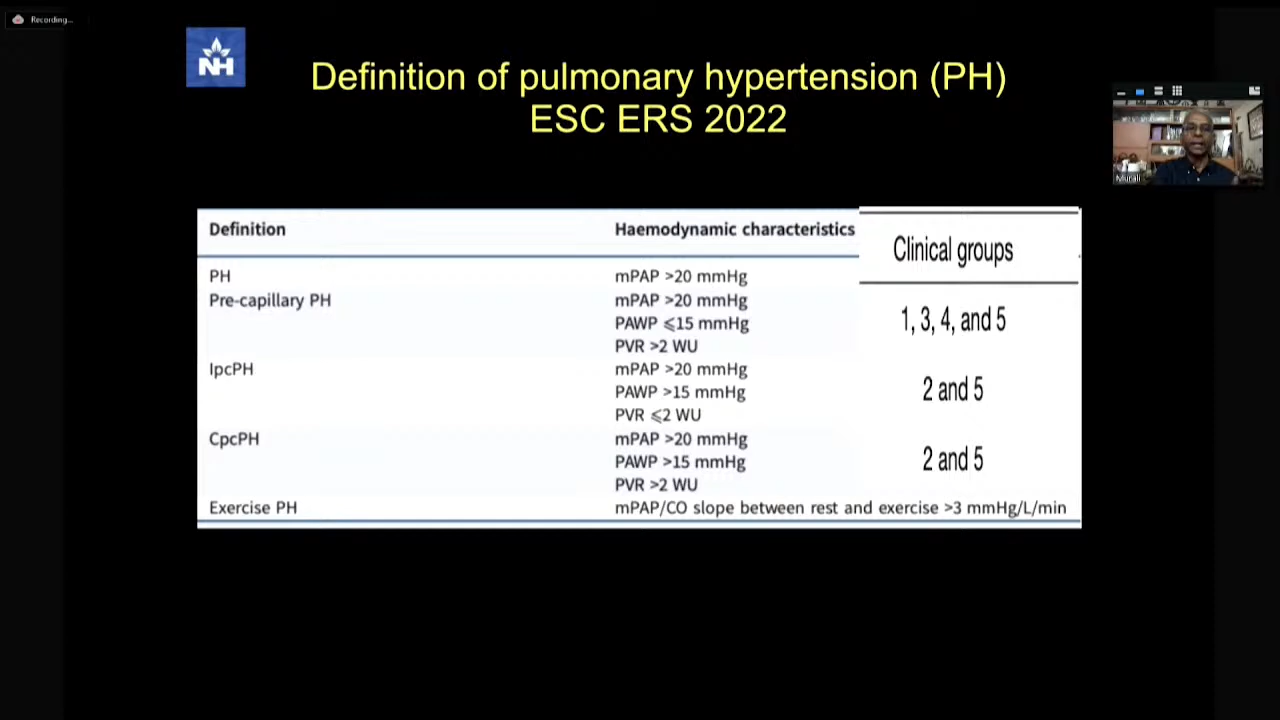 Recording...
NH
Definition of pulmonary hypertension (PH)
ESC ERS 2022
Murali
Definition Haemodynamic characteristics Clinical groups
PH mPAP >20 mmHg
Pre-capillary PH mPAP >20 mmHg
PAWP ⩽15 mmHg 1, 3, 4, and 5
PVR >2 WU
IpcPH mPAP >20 mmHg
PAWP >15 mmHg 2 and 5
PVR ⩽2 WU
CpcPH mPAP >20 mmHg
PAWP >15 mmHg 2 and 5
PVR >2 WU
Exercise PH mPAP/CO slope between rest and exercise >3 mmHg/L/min